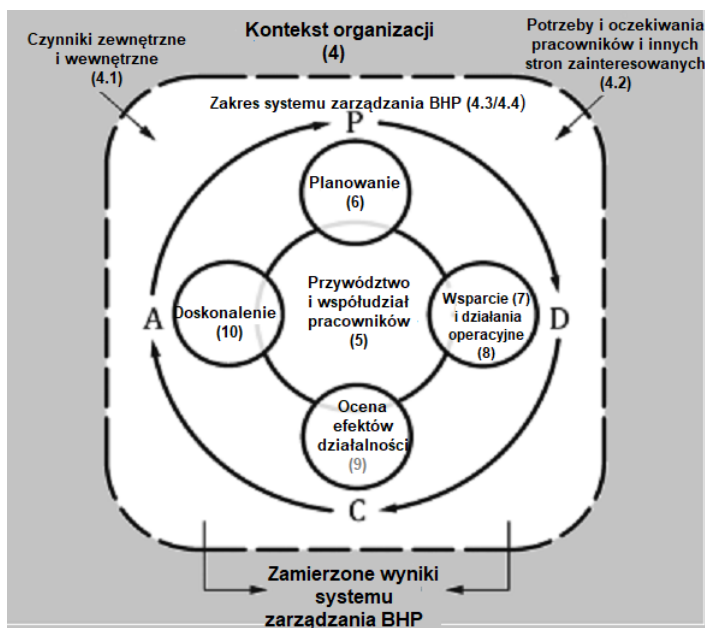 Kontekst organizacji
(4)
Czynniki zewnętrzne
i wewnętrzne
(4.1)
Potrzeby i oczekiwania
pracowników i innych
stron zainteresowanych
(4.2)
Zakres systemu zarządzania BHP (4.3/4.4)
P
Planowanie
(6)
A
Doskonalenie
(10)
Przywództwo
i współudział
pracowników
(5)
Wsparcie (7)
i działania
operacyjne
(8)
D
Ocena
efektów
działalności
(9)
C
Zamierzone wyniki
systemu
zarządzania BHP